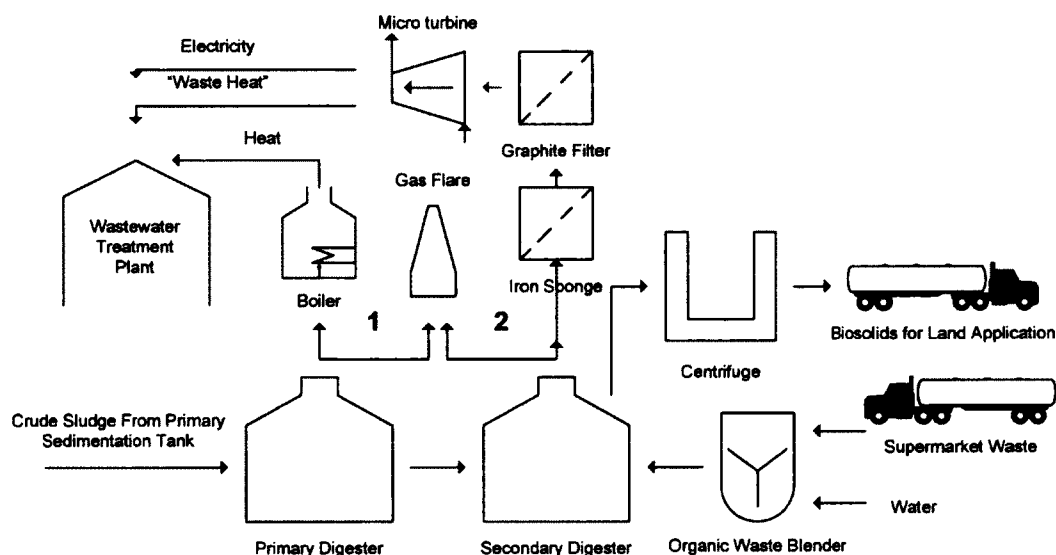 Micro turbine
Electricity
"Waste Heat"
Heat
Graphite Filter
Gas Flare
Wastewater
Treatment
Plant
Boiler
Iron Sponge
1
2
Biosolids for Land Application
Centrifuge
Crude Sludge From Primary
Sedimentation Tank
Supermarket Waste
Water
Primary Digester
Secondary Digester
Organic Waste Blender